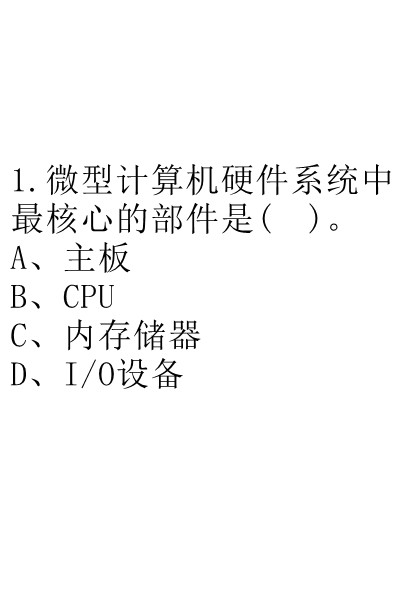 1.微型计算机硬件系统中
最核心的部件是(  )。
A、主板
B、CPU
C、内存储器
D、I/O设备